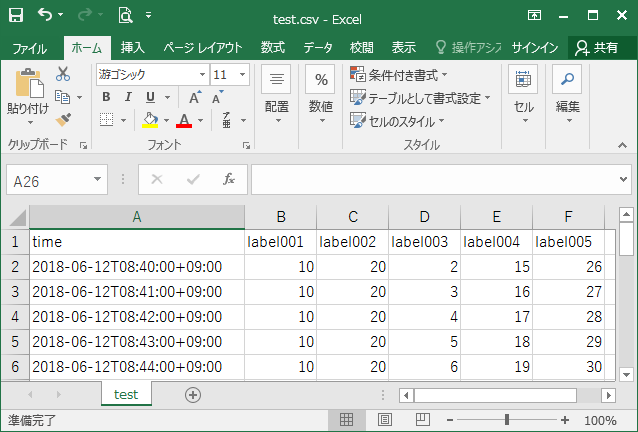 test.csv - Excel
ファイル ホーム 挿入 ページ レイアウト 数式 データ 校閲 表示 操作アシス サインイン 共有
貼り付け
クリップボード
游ゴシック 11
B I U A A
A ア亜
フォント
配置
%
数値
条件付き書式
テーブルとして書式設定
セルのスタイル
スタイル
セル
編集
A26 fx
A B C D E F
1 time label001 label002 label003 label004 label005
2 2018-06-12T08:40:00+09:00 10 20 2 15 26
3 2018-06-12T08:41:00+09:00 10 20 3 16 27
4 2018-06-12T08:42:00+09:00 10 20 4 17 28
5 2018-06-12T08:43:00+09:00 10 20 5 18 29
6 2018-06-12T08:44:00+09:00 10 20 6 19 30
test
準備完了 100%